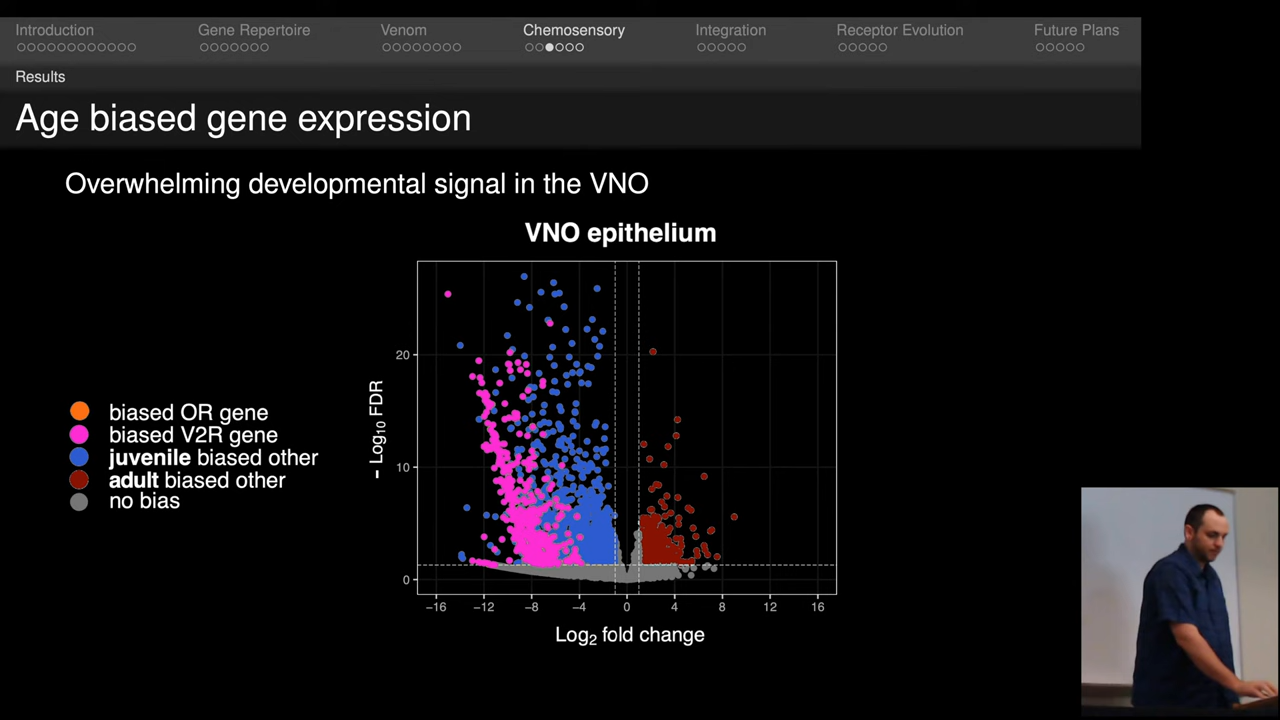 Introduction Gene Repertoire Venom Chemosensory Integration Receptor Evolution Future Plans
Results
Age biased gene expression
Overwhelming developmental signal in the VNO
VNO epithelium
biased OR gene
biased V2R gene
juvenile biased other
adult biased other
no bias
− Log10 FDR
20
10
0
−16 −12 −8 −4 0 4 8 12 16
Log2 fold change